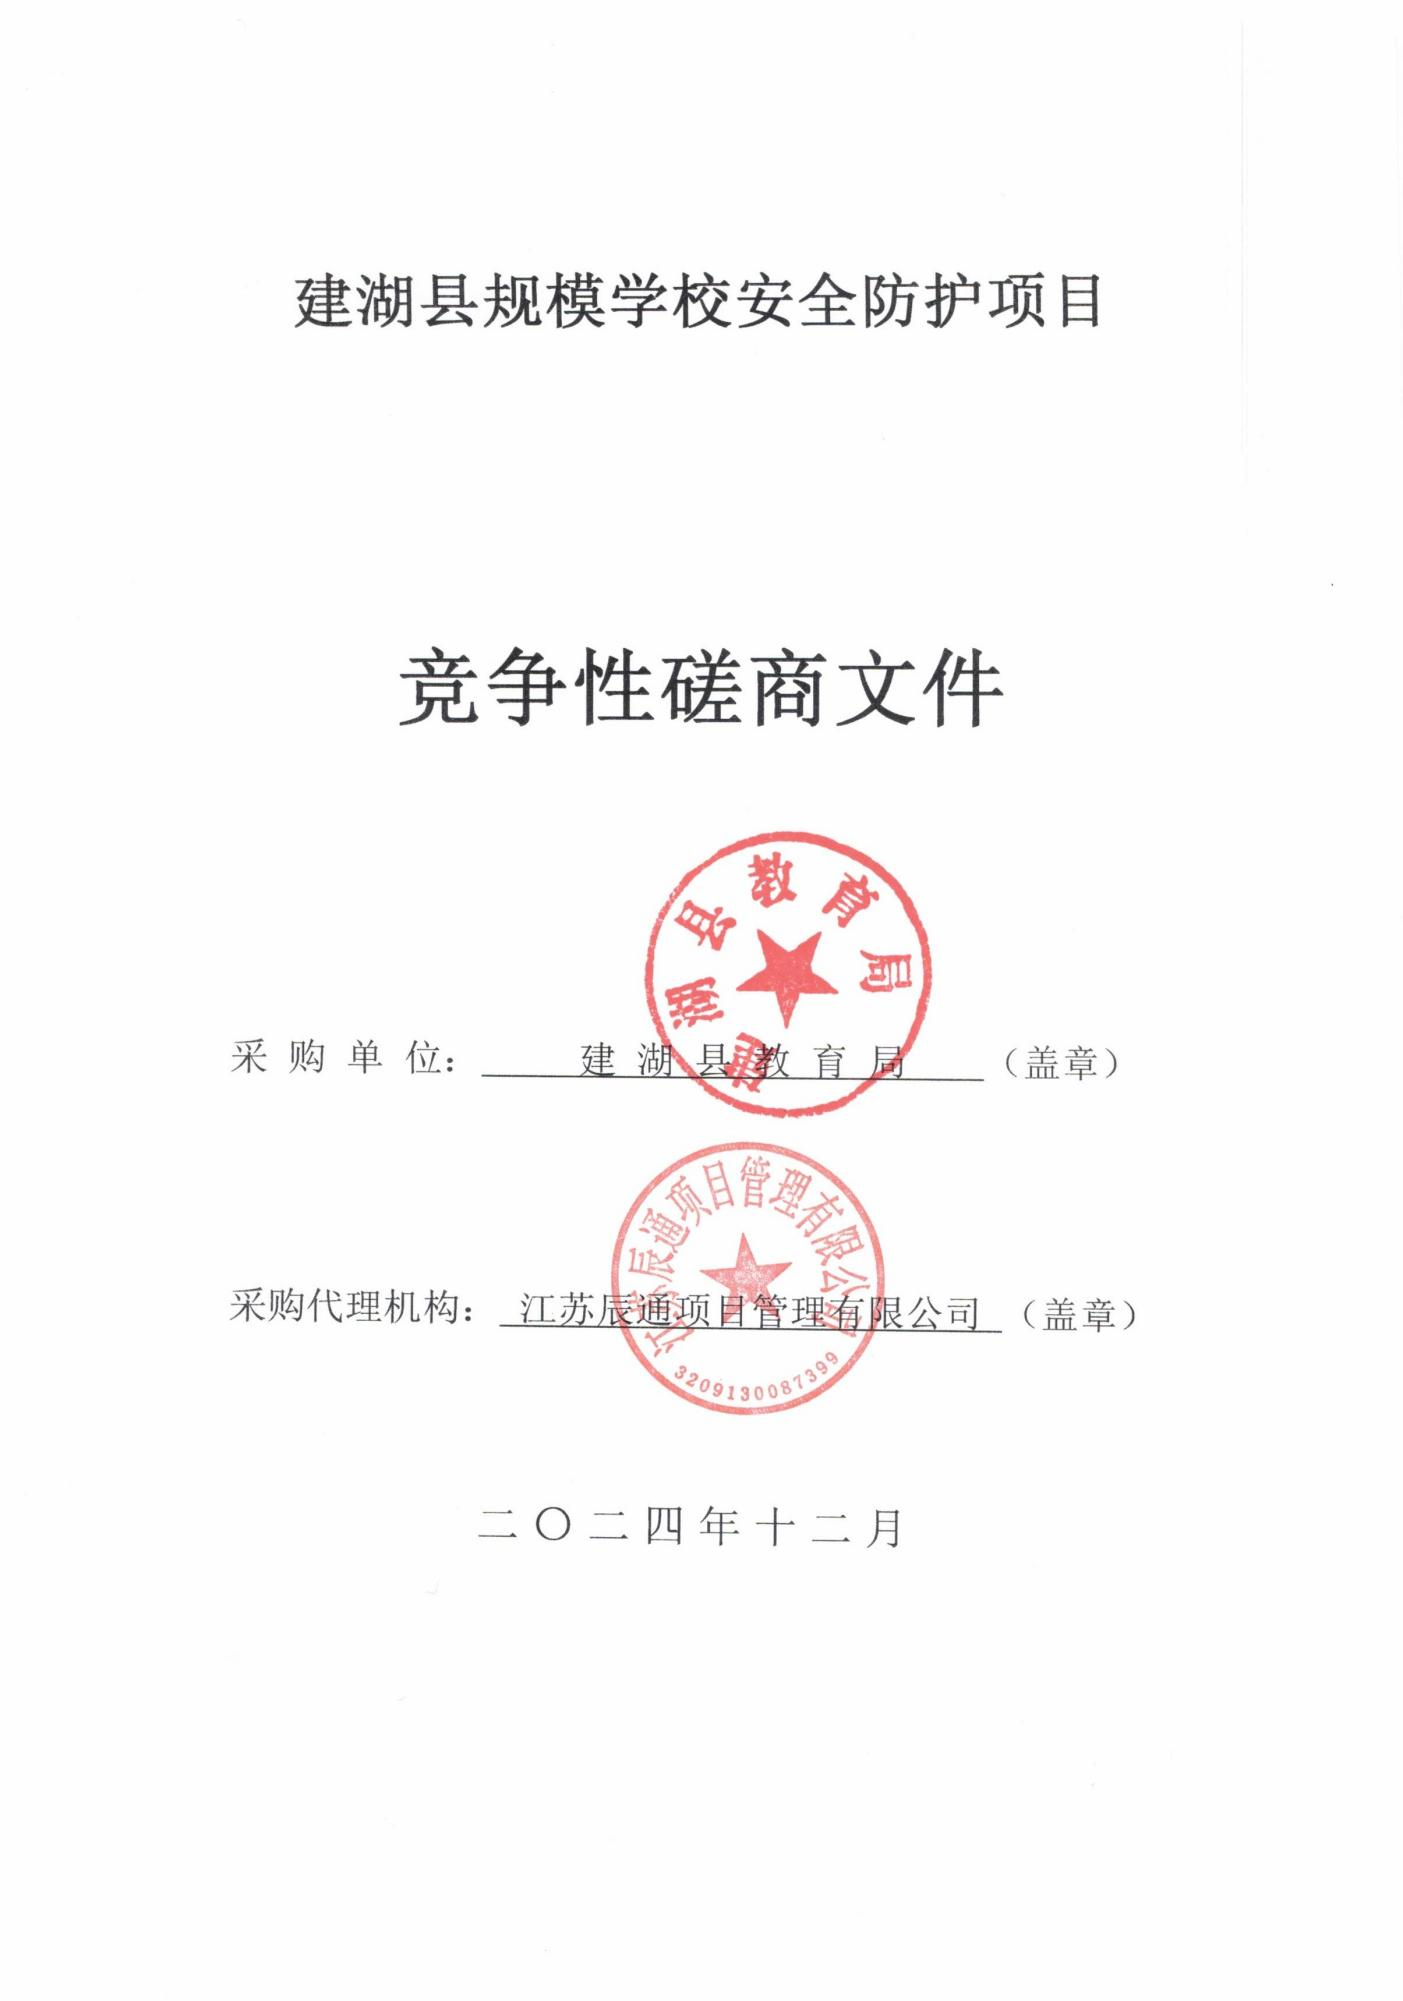 建湖县规模学校安全防护项目
竞争性磋商文件
建湖县教育局
采购单位： 建湖县教育局 （盖章）
江苏辰通项目管理有限公司
采购代理机构： 江苏辰通项目管理有限公司 （盖章）
3209130087399
二〇二四年十二月